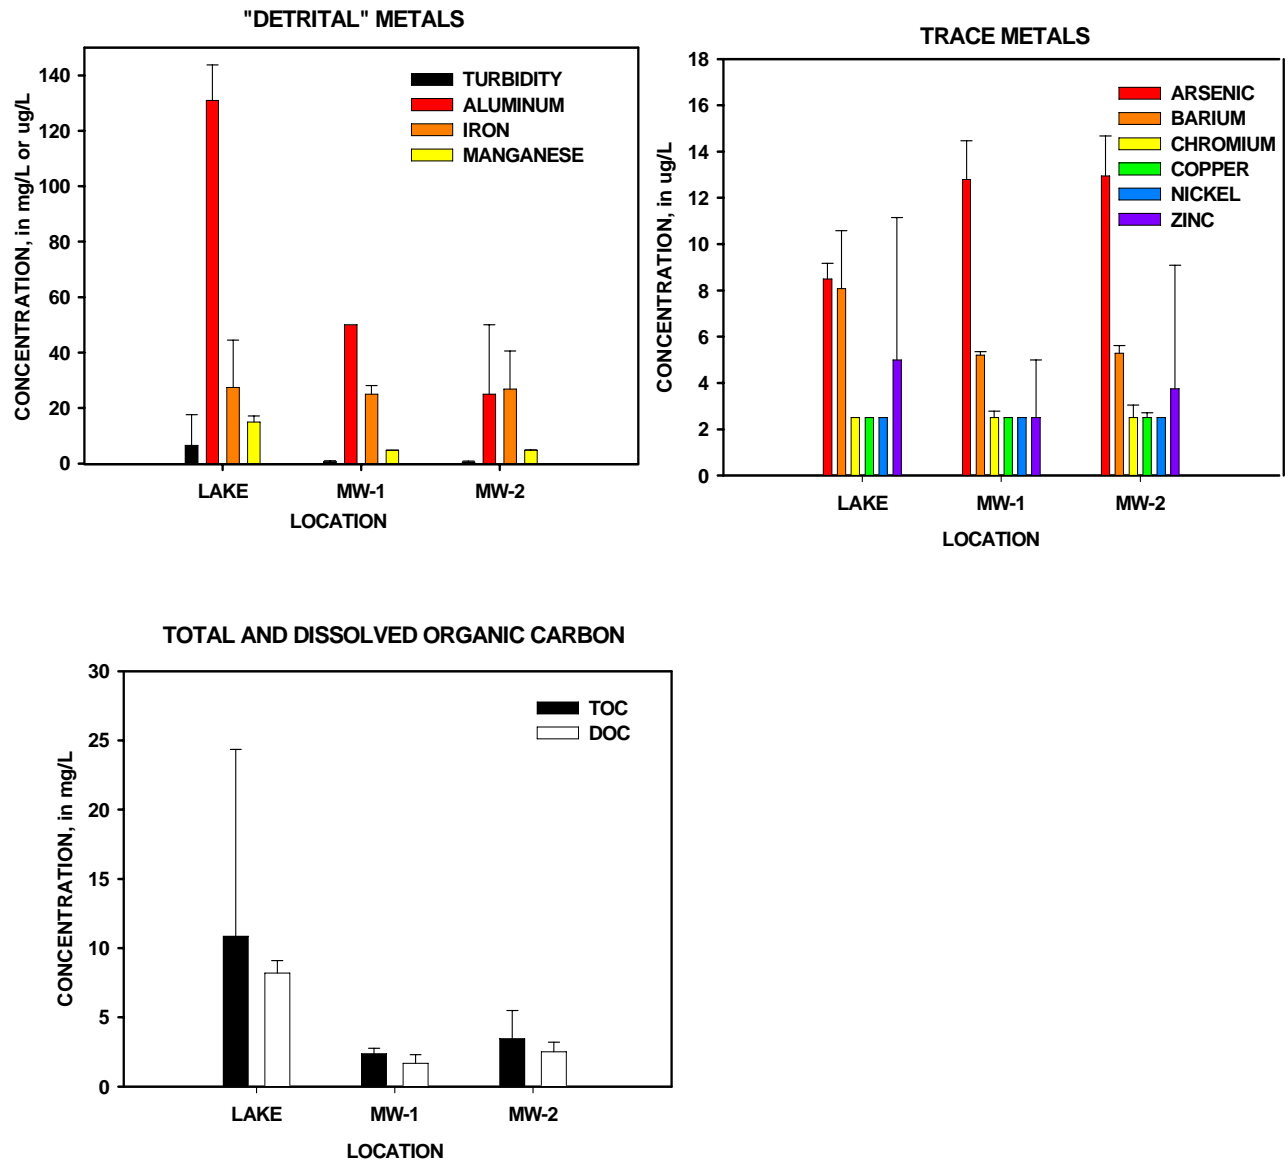 "DETRITAL" METALS
CONCENTRATION, in mg/L or ug/L
140
120
100
80
60
40
20
0
TURBIDITY
ALUMINUM
IRON
MANGANESE
LAKE MW-1 MW-2
LOCATION
TRACE METALS
CONCENTRATION, in ug/L
18
16
14
12
10
8
6
4
2
0
ARSENIC
BARIUM
CHROMIUM
COPPER
NICKEL
ZINC
LAKE MW-1 MW-2
LOCATION
TOTAL AND DISSOLVED ORGANIC CARBON
CONCENTRATION, in mg/L
30
25
20
15
10
5
0
TOC
DOC
LAKE MW-1 MW-2
LOCATION